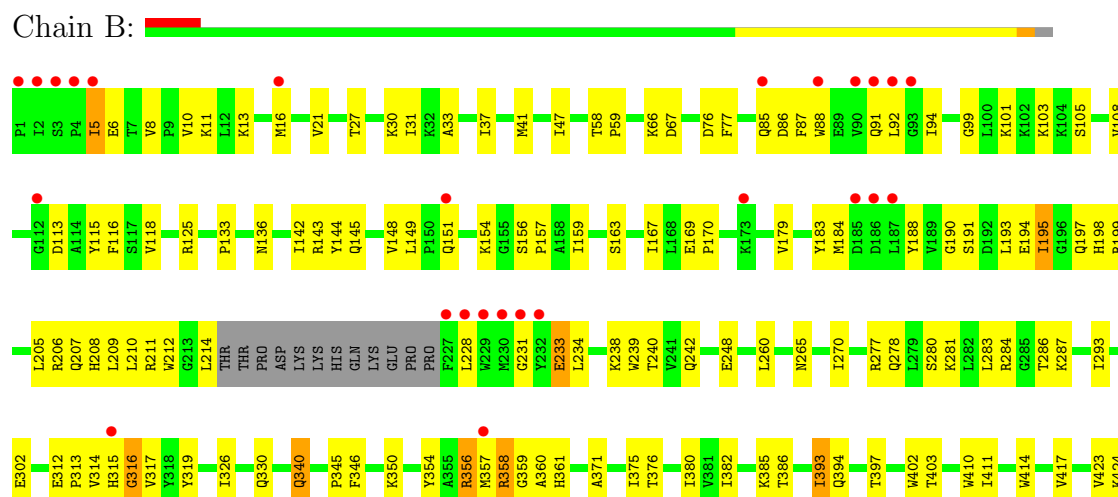 Chain B:
P1 I2 S3 P4 I5 E6 T7 V8 P9 V10 K11 L12 K13 M16 V21 T27 K30 I31 K32 A33 I37 M41 I47 T58 P59 K66 D67 D76 F77 Q85 D86 F87 W88 E89 V90 Q91 L92 G93 I94 G99 L100 K101 K102 K103 K104 S105
G112 D113 A114 Y115 F116 S117 V118 R125 P133 N136 I142 R143 Y144 Q145 V148 L149 P150 Q151 K154 G155 S156 P157 A158 I159 S163 I167 L168 E169 P170 K173 V179 Y183 M184 D185 D186 L187 Y188 V189 G190 S191 D192 L193 E194 I195 G196 Q197 H198
L205 R206 Q207 H208 L209 L210 R211 W212 G213 L214 THR THR PRO ASP LYS LYS HIS GLN LYS GLU PRO PRO F227 L228 W229 M230 G231 Y232 E233 L234 K238 W239 T240 V241 Q242 E248 L260 N265 I270 R277 Q278 L279 S280 K281 L282 L283 R284 G285 T286 K287 I293
E302 E312 P313 V314 H315 G316 V317 Y318 Y319 I326 Q330 Q340 P345 F346 K350 Y354 A355 R356 M357 R358 G359 A360 H361 A371 I375 T376 I380 V381 I382 K385 T386 I393 Q394 T397 W402 T403 W410 I411 W414 V417 V423